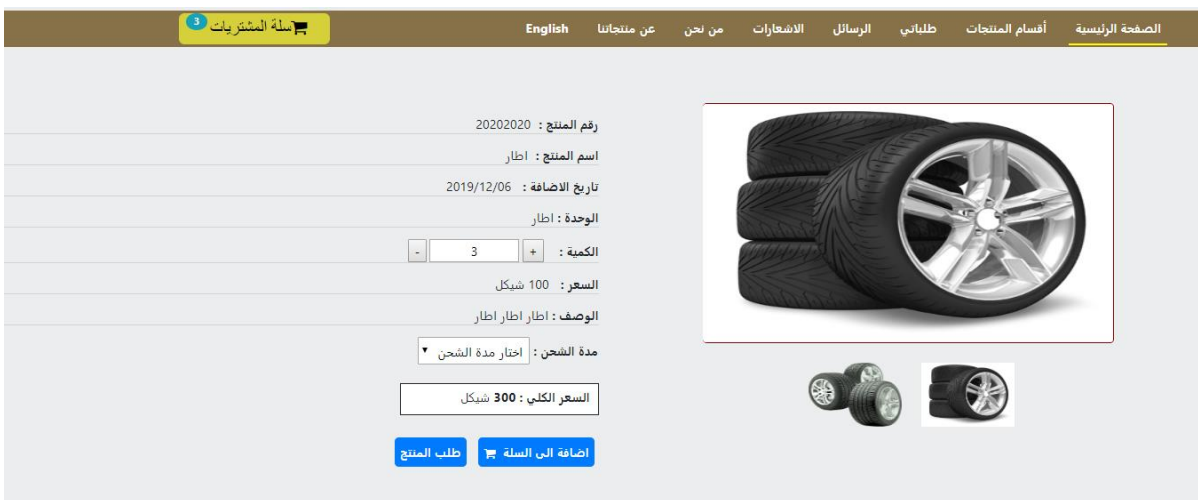 الصفحة الرئيسية أقسام المنتجات طلباتي الرسائل الاشعارات من نحن عن منتجاتنا English سلة المشتريات 3
رقم المنتج : 20202020
اسم المنتج : اطار
تاريخ الاضافة : 2019/12/06
الوحدة : اطار
الكمية : + 3 -
السعر : 100 شيكل
الوصف : اطار اطار اطار
مدة الشحن : اختار مدة الشحن
السعر الكلي : 300 شيكل
اضافة الى السلة طلب المنتج